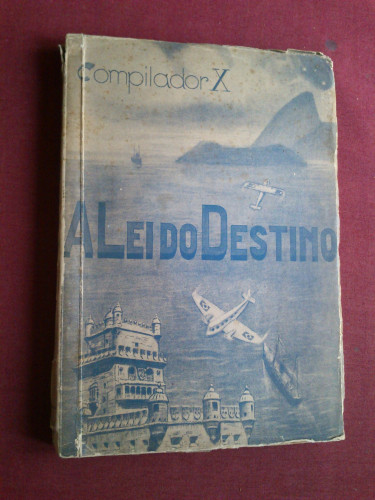 Compilador X
A LEI DO DESTINO